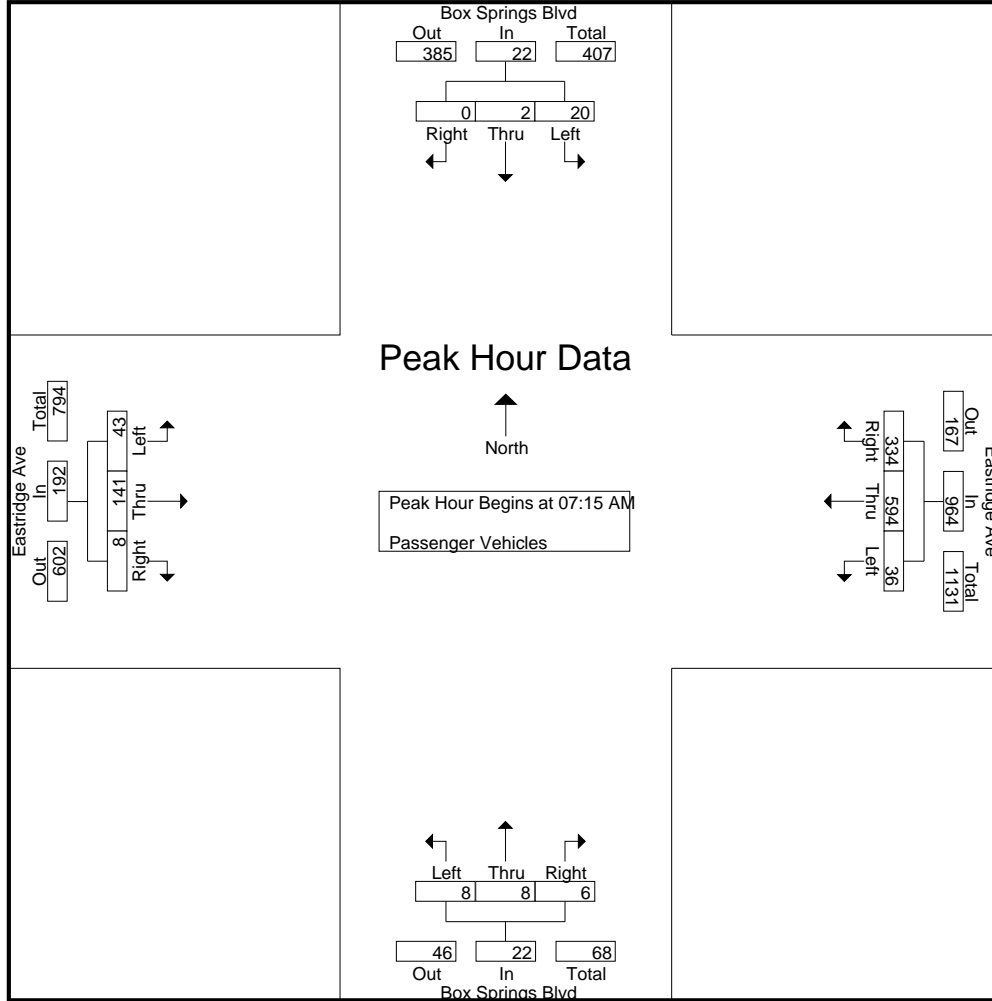 Box Springs Blvd
Out In Total
385 22 407
0 2 20
Right Thru Left
Peak Hour Data
North
Peak Hour Begins at 07:15 AM
Passenger Vehicles
Eastridge Ave
Total In Out
794 192 602
43 141 8
Left Thru Right
Eastridge Ave
Out In Total
167 964 1131
334 594 36
Right Thru Left
Left Thru Right
8 8 6
46 22 68
Out In Total
Box Springs Blvd